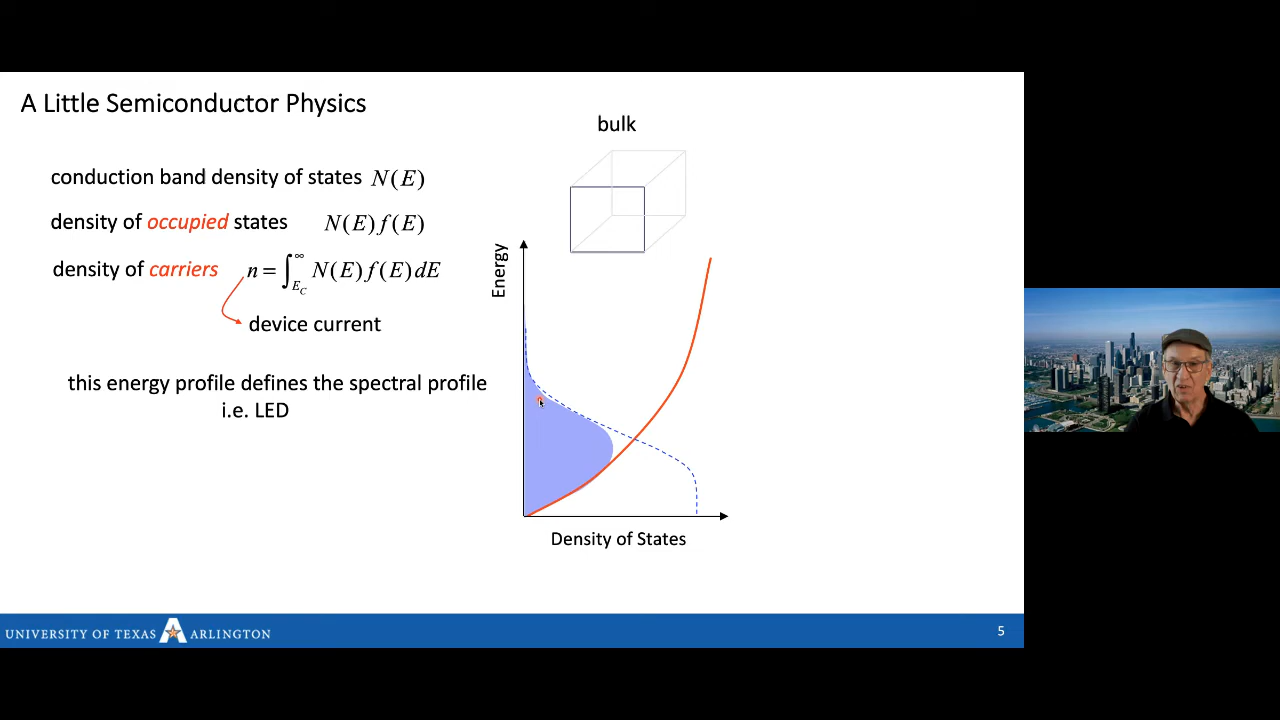 A Little Semiconductor Physics
bulk
conduction band density of states N(E)
density of occupied states N(E) f(E)
density of carriers n = ∫_{E_C}^{∞} N(E) f(E) dE
device current
this energy profile defines the spectral profile
i.e. LED
Energy
Density of States
UNIVERSITY OF TEXAS A ARLINGTON
5